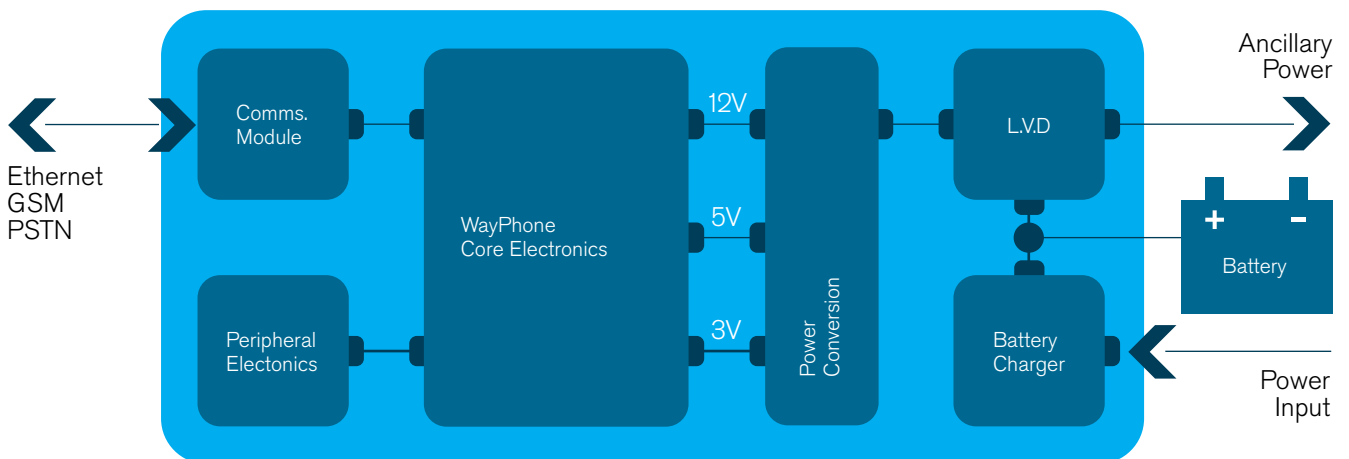 Ethernet
GSM
PSTN
Comms.
Module
Peripheral
Electonics
WayPhone
Core Electronics
12V
5V
3V
Power
Conversion
L.V.D
Battery
Charger
Ancillary
Power
+ -
Battery
Power
Input